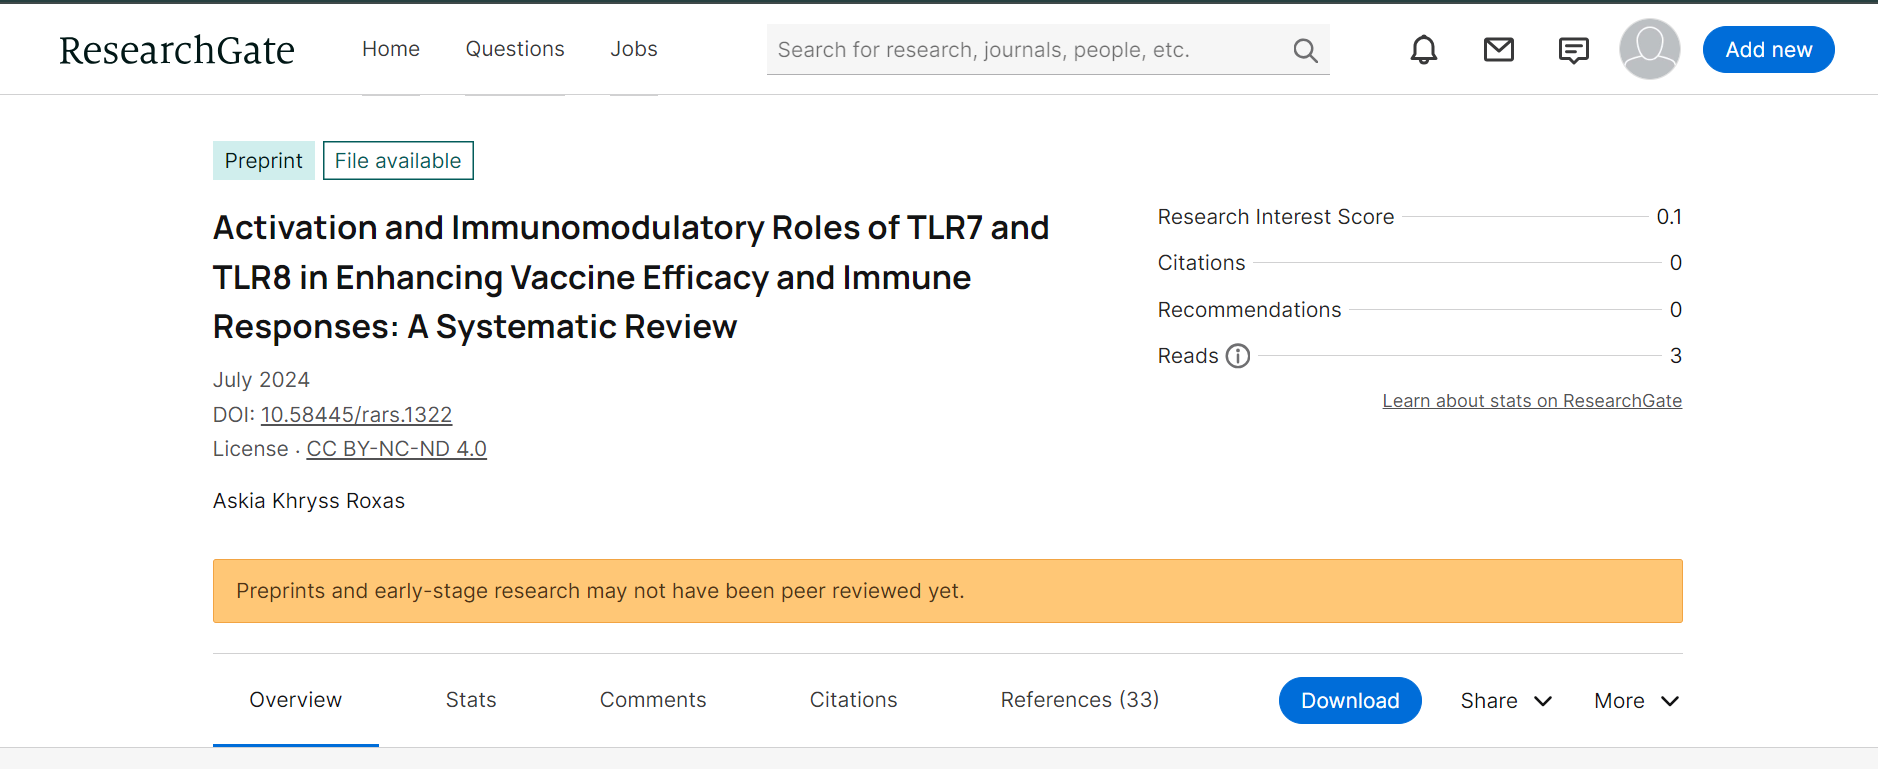 ResearchGate Home Questions Jobs Search for research, journals, people, etc. Add new
Preprint File available
Activation and Immunomodulatory Roles of TLR7 and
TLR8 in Enhancing Vaccine Efficacy and Immune
Responses: A Systematic Review
July 2024
DOI: 10.58445/rars.1322
License · CC BY-NC-ND 4.0
Askia Khryss Roxas
Research Interest Score 0.1
Citations 0
Recommendations 0
Reads 3
Learn about stats on ResearchGate
Preprints and early-stage research may not have been peer reviewed yet.
Overview Stats Comments Citations References (33) Download Share More